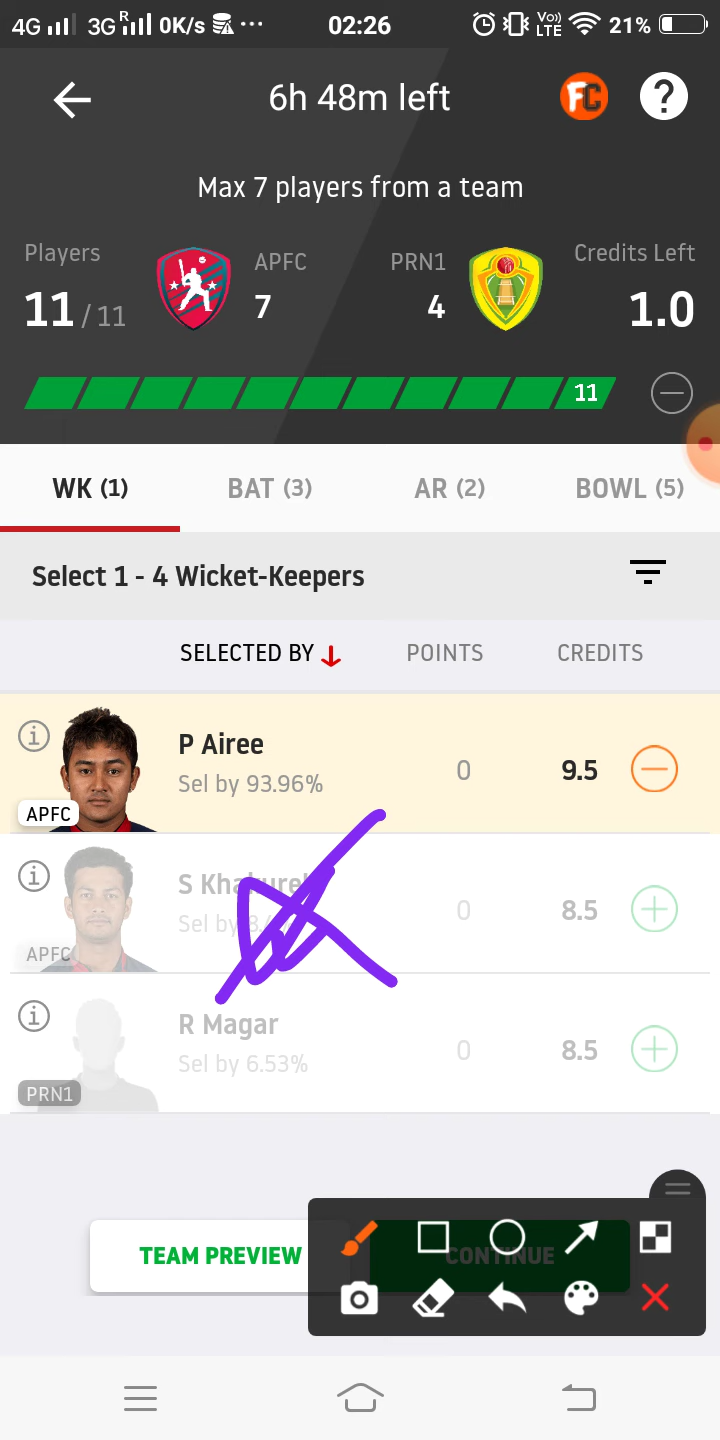 4G 3G R 0K/s ... 02:26 Vo)) LTE 21%
6h 48m left FC ?
Max 7 players from a team
Players APFC PRN1 Credits Left
11 / 11 7 4 1.0
11
WK (1) BAT (3) AR (2) BOWL (5)
Select 1 - 4 Wicket-Keepers
SELECTED BY POINTS CREDITS
P Airee
Sel by 93.96% 0 9.5
APFC
S 0 8.5
Sel by
APFC
R Magar
Sel by 6.53% 0 8.5
PRN1
TEAM PREVIEW CONTINUE